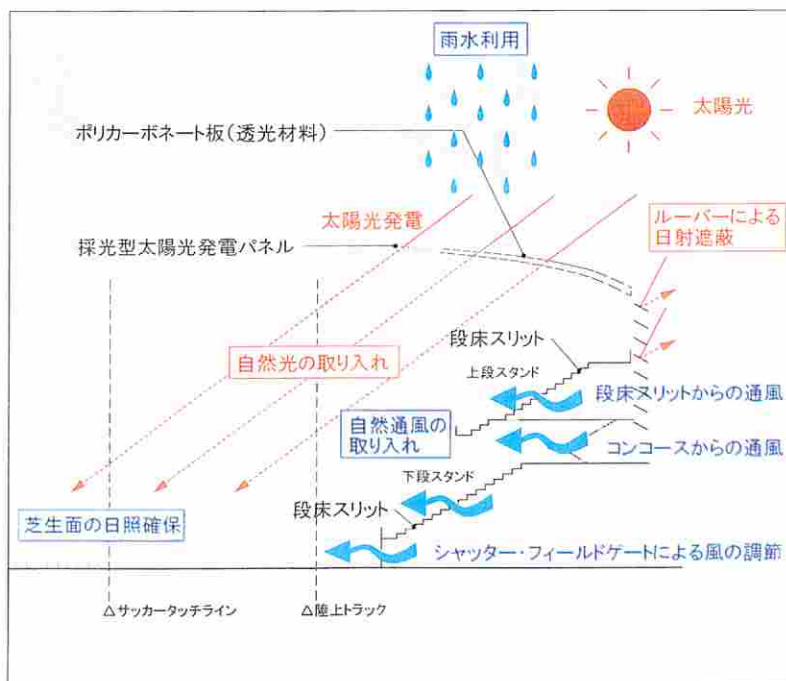 雨水利用
太陽光
ポリカーボネート板(透光材料)
太陽光発電
ルーバーによる
日射遮蔽
採光型太陽光発電パネル
段床スリット
上段スタンド
自然光の取り入れ
段床スリットからの通風
自然通風の
取り入れ
コンコースからの通風
下段スタンド
段床スリット
芝生面の日照確保
シャッター・フィールドゲートによる風の調節
△サッカータッチライン
△陸上トラック